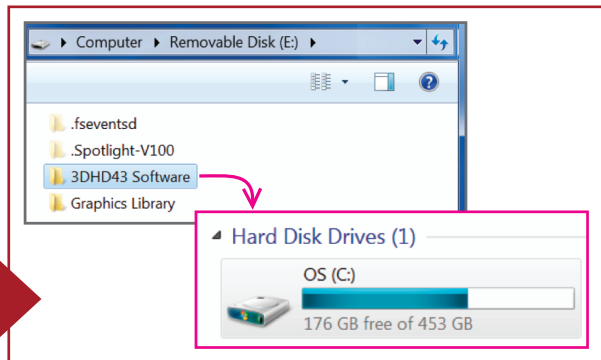 Computer Removable Disk (E:)
.fseventsd
.Spotlight-V100
3DHD43 Software
Graphics Library
Hard Disk Drives (1)
OS (C:)
176 GB free of 453 GB